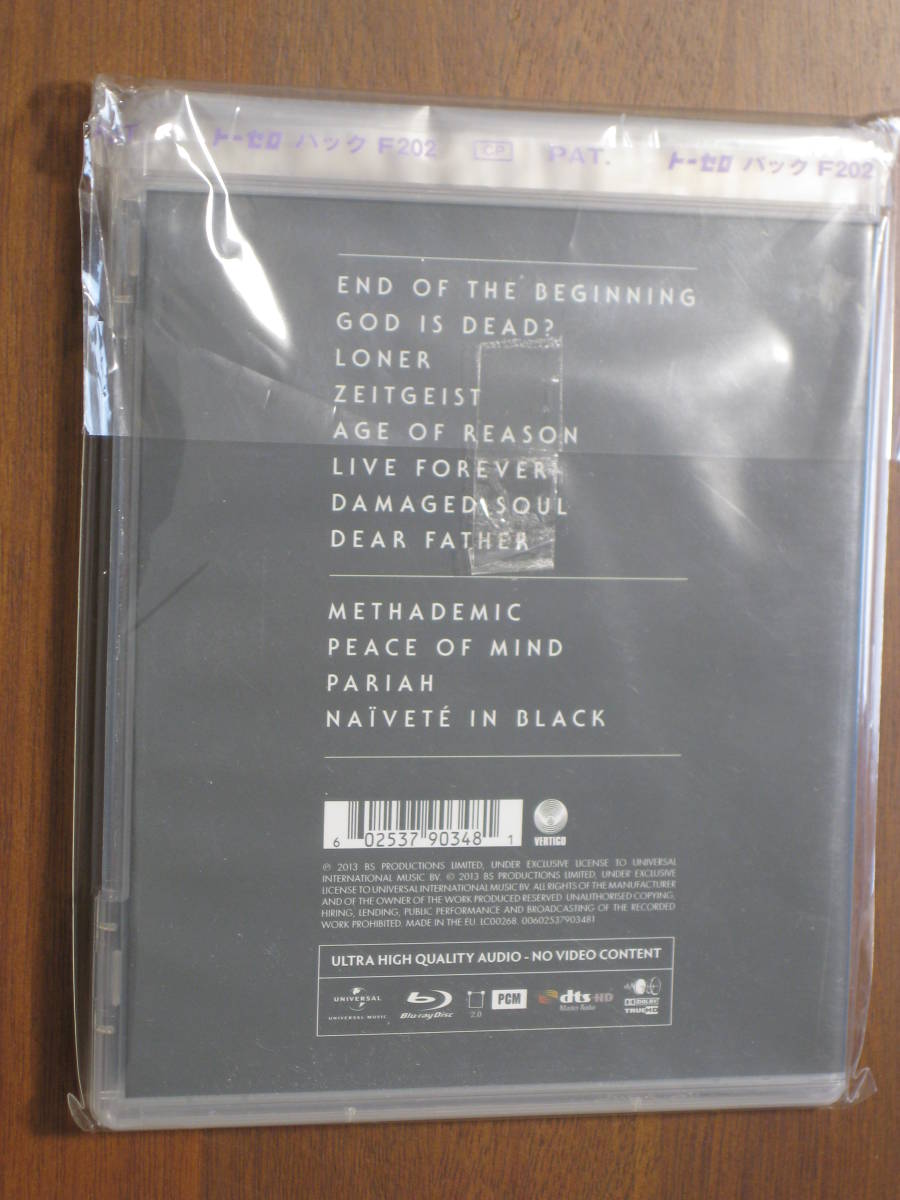 トーセロ パック F202 CP PAT. トーセロ パック F202
END OF THE BEGINNING
GOD IS DEAD?
LONER
ZEITGEIST
AGE OF REASON
LIVE FOREVER
DAMAGED SOUL
DEAR FATHER
METHADEMIC
PEACE OF MIND
PARIAH
NAÏVETÉ IN BLACK
6 02537 90348 1
VERTIGO
℗ 2013 BS PRODUCTIONS LIMITED, UNDER EXCLUSIVE LICENSE TO UNIVERSAL
INTERNATIONAL MUSIC BV. © 2013 BS PRODUCTIONS LIMITED, UNDER EXCLUSIVE
LICENSE TO UNIVERSAL INTERNATIONAL MUSIC BV. ALL RIGHTS OF THE MANUFACTURER
AND OF THE OWNER OF THE WORK PRODUCED RESERVED. UNAUTHORISED COPYING,
HIRING, LENDING, PUBLIC PERFORMANCE AND BROADCASTING OF THE RECORDED
WORK PROHIBITED. MADE IN THE EU. LC00268. 00602537903481
ULTRA HIGH QUALITY AUDIO - NO VIDEO CONTENT
UNIVERSAL
UNIVERSAL MUSIC
Blu-ray Disc
2.0
PCM
dts-HD
Master Audio
DOLBY
TRUEHD